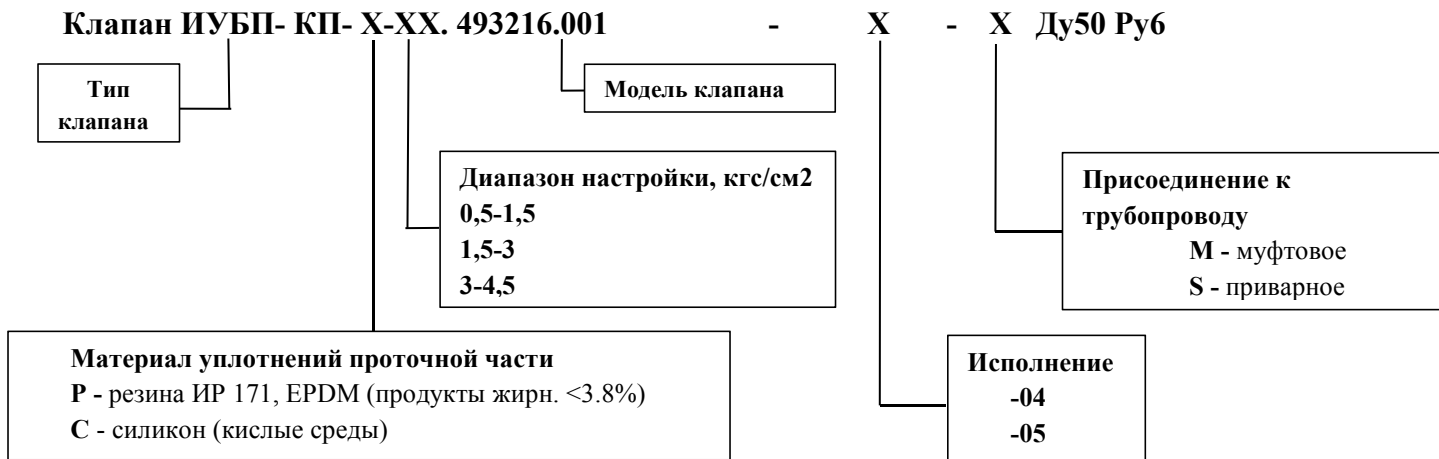 Клапан ИУБП- КП- Х-ХХ. 493216.001 - Х - Х Ду50 Ру6
Тип
клапана
Модель клапана
Диапазон настройки, кгс/см2
0,5-1,5
1,5-3
3-4,5
Присоединение к
трубопроводу
М - муфтовое
S - приварное
Материал уплотнений проточной части
Р - резина ИР 171, EPDM (продукты жирн. <3.8%)
С - силикон (кислые среды)
Исполнение
-04
-05